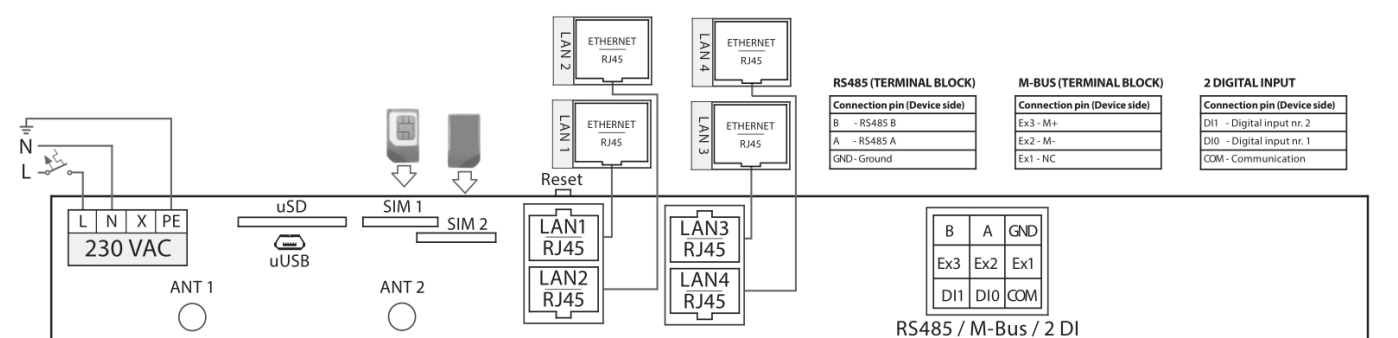 LAN 2
ETHERNET
RJ45
LAN 4
ETHERNET
RJ45
LAN 1
ETHERNET
RJ45
LAN 3
ETHERNET
RJ45
RS485 (TERMINAL BLOCK)
Connection pin (Device side)
B - RS485 B
A - RS485 A
GND - Ground
M-BUS (TERMINAL BLOCK)
Connection pin (Device side)
Ex3 - M+
Ex2 - M-
Ex1 - NC
2 DIGITAL INPUT
Connection pin (Device side)
DI1 - Digital input nr. 2
DI0 - Digital input nr. 1
COM - Communication
N
L
Reset
L N X PE
230 VAC
uSD
uUSB
SIM 1
SIM 2
ANT 1
ANT 2
LAN1
RJ45
LAN2
RJ45
LAN3
RJ45
LAN4
RJ45
B A GND
Ex3 Ex2 Ex1
DI1 DI0 COM
RS485 / M-Bus / 2 DI